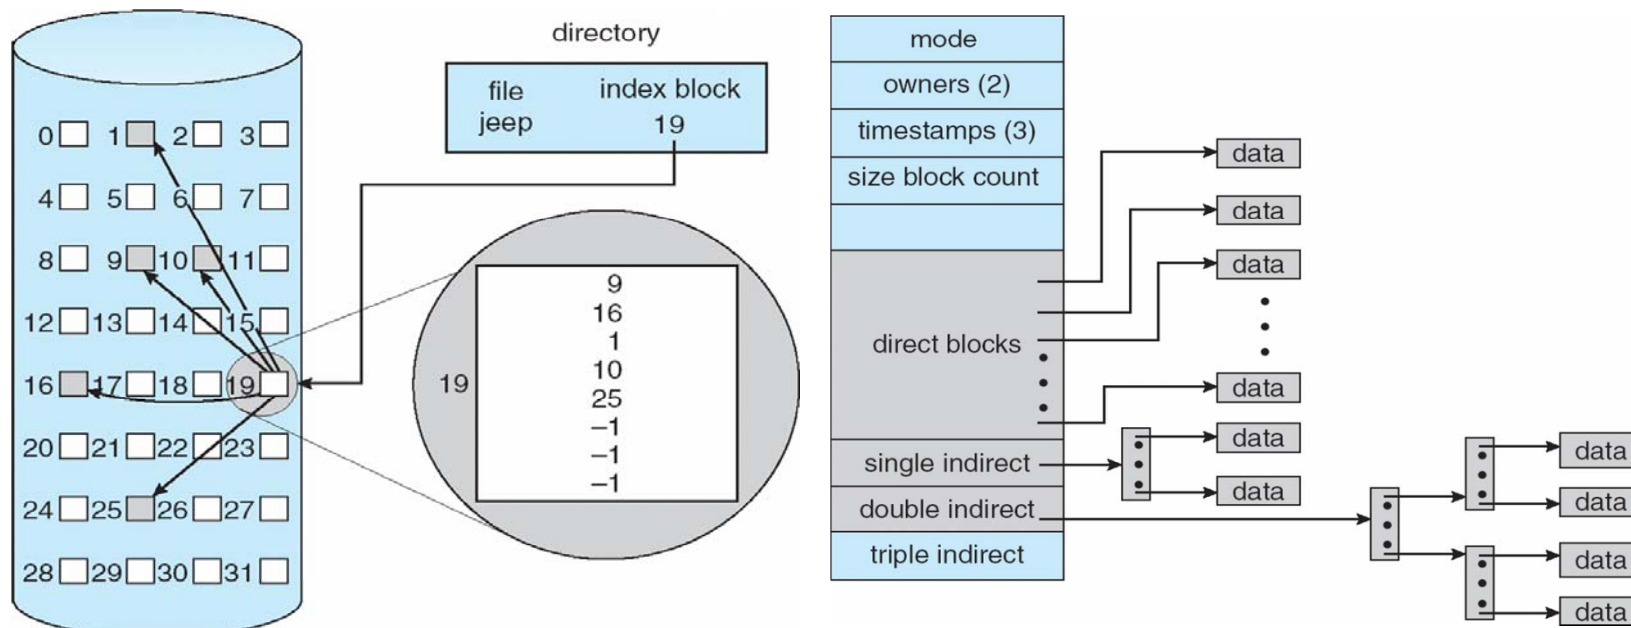 directory
file index block
jeep 19
0 1 2 3
4 5 6 7
8 9 10 11
12 13 14 15
16 17 18 19
20 21 22 23
24 25 26 27
28 29 30 31
19
9
16
1
10
25
–1
–1
–1
mode
owners (2)
timestamps (3)
size block count
direct blocks
single indirect
double indirect
triple indirect
data
data
data
data
data
data
data
data
data
data